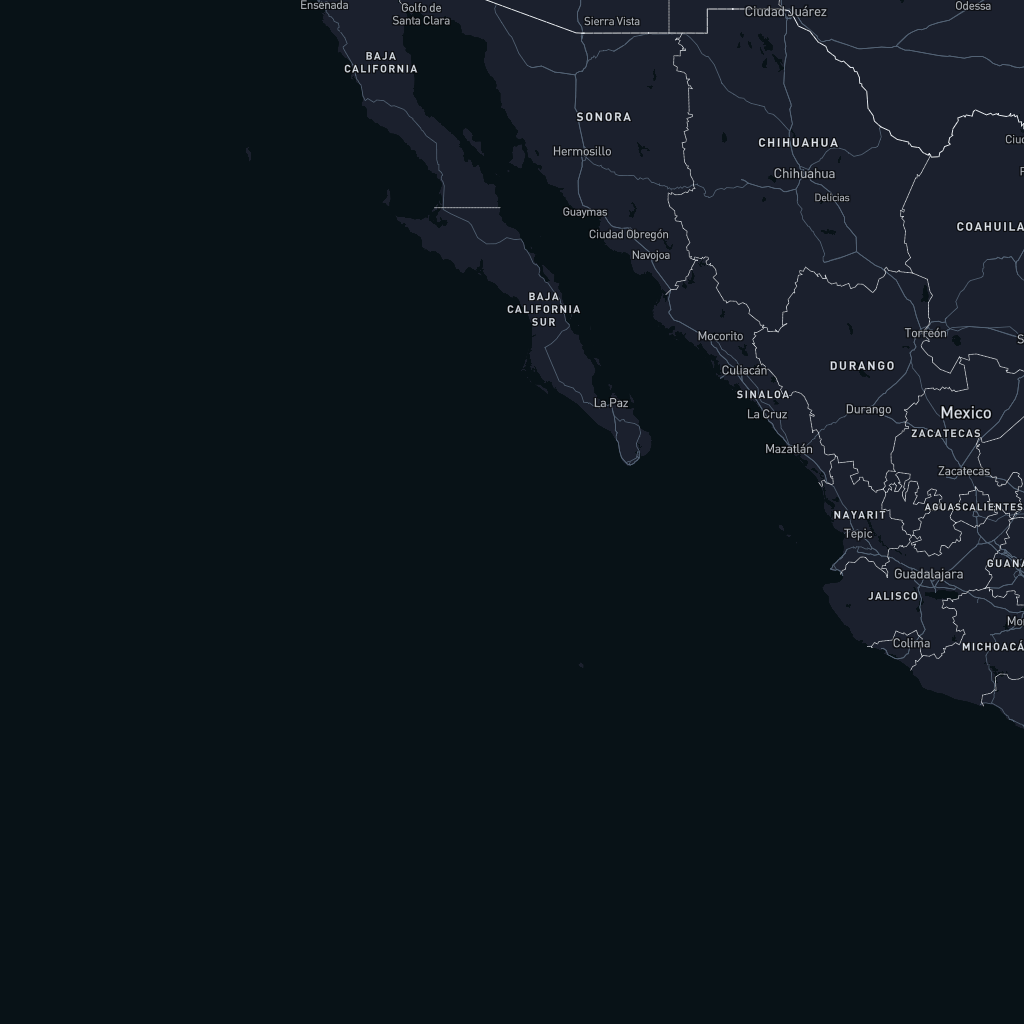 Ensenada
Golfo de
Santa Clara
Sierra Vista
Ciudad Juárez
Odessa
BAJA
CALIFORNIA
SONORA
CHIHUAHUA
Hermosillo
Chihuahua
Delicias
Guaymas
Ciudad Obregón
COAHUILA
Navojoa
BAJA
CALIFORNIA
SUR
Mocorito
Torreón
Culiacán
DURANGO
SINALOA
La Paz
La Cruz
Durango
Mexico
ZACATECAS
Mazatlán
Zacatecas
AGUASCALIENTES
NAYARIT
Tepic
GUANA
Guadalajara
JALISCO
Colima
MICHOACÁ